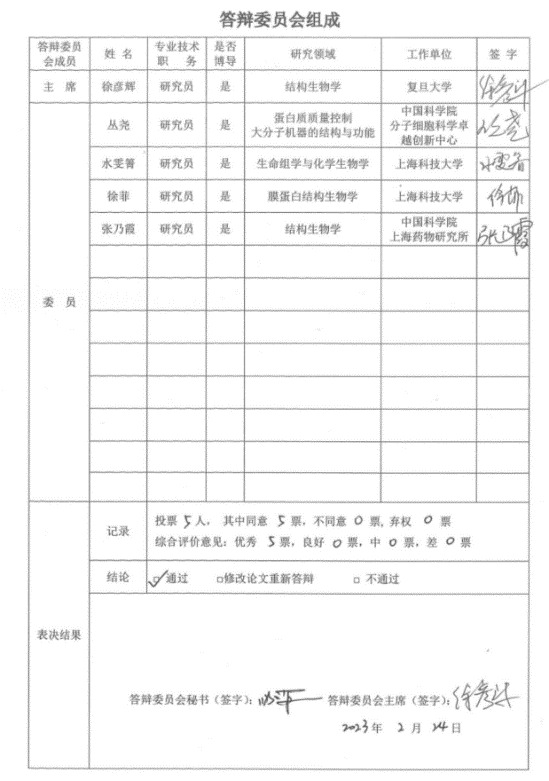 答辩委员会组成
答辩委员会成员 姓 名 专业技术职 务 是否博导 研究领域 工作单位 签 字
主 席 徐彦辉 研究员 是 结构生物学 复旦大学 徐彦辉
委 员 丛尧 研究员 是 蛋白质质量控制 大分子机器的结构与功能 中国科学院分子细胞科学卓越创新中心 丛尧
水雯箐 研究员 是 生命组学与化学生物学 上海科技大学 水雯箐
徐菲 研究员 是 膜蛋白结构生物学 上海科技大学 徐菲
张乃霞 研究员 是 结构生物学 中国科学院上海药物研究所 张乃霞
表决结果
记录 投票 5 人, 其中同意 5 票, 不同意 0 票, 弃权 0 票
综合评价意见: 优秀 5 票, 良好 0 票, 中 0 票, 差 0 票
结论 ☑通过 □修改论文重新答辩 □ 不通过
答辩委员会秘书(签字): 答辩委员会主席(签字): 徐彦辉
2023 年 2 月 24 日